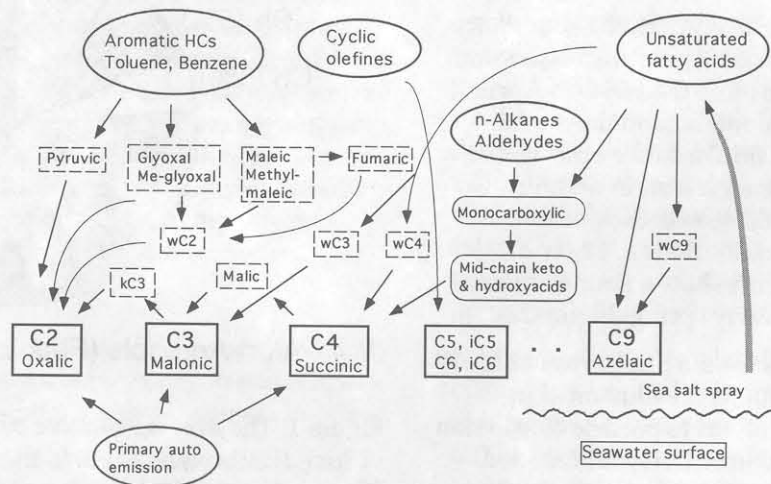 Aromatic HCs
Toluene, Benzene
Cyclic
olefines
Unsaturated
fatty acids
n-Alkanes
Aldehydes
Pyruvic
Glyoxal
Me-glyoxal
Maleic
Methyl-
maleic
Fumaric
Monocarboxylic
wC2
wC3
wC4
wC9
kC3
Malic
Mid-chain keto
& hydroxyacids
C2
Oxalic
C3
Malonic
C4
Succinic
C5, iC5
C6, iC6
. .
C9
Azelaic
Sealsalt spray
Primary auto
emission
Seawater surface